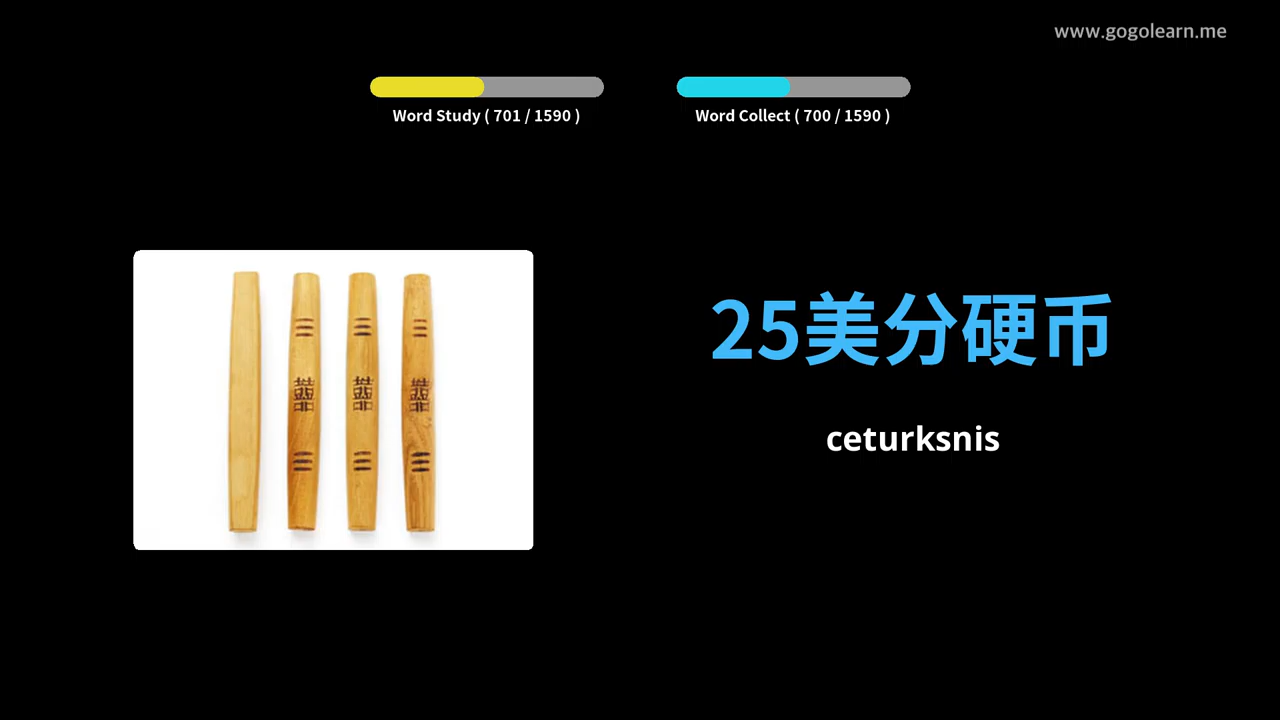 www.gogolearn.me
Word Study ( 701 / 1590 )
Word Collect ( 700 / 1590 )
25美分硬币
ceturksnis